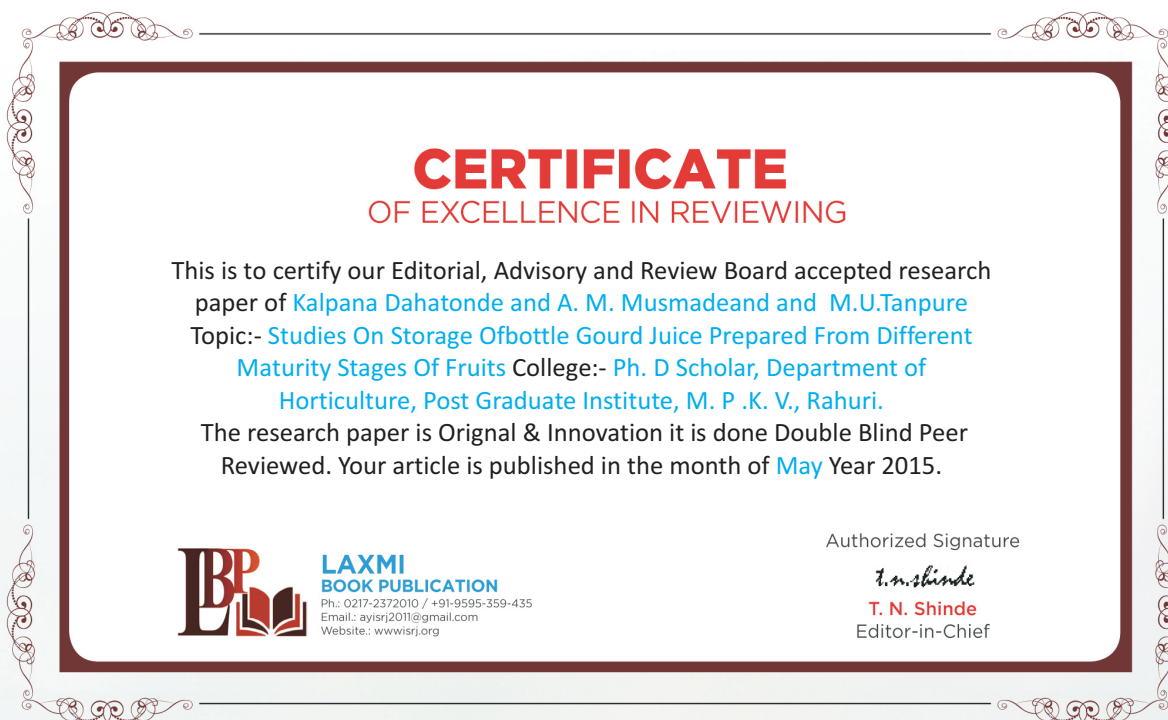 CERTIFICATE
OF EXCELLENCE IN REVIEWING
This is to certify our Editorial, Advisory and Review Board accepted research
paper of Kalpana Dahatonde and A. M. Musmadeand and M.U.Tanpure
Topic:- Studies On Storage Ofbottle Gourd Juice Prepared From Different
Maturity Stages Of Fruits College:- Ph. D Scholar, Department of
Horticulture, Post Graduate Institute, M. P .K. V., Rahuri.
The research paper is Orignal & Innovation it is done Double Blind Peer
Reviewed. Your article is published in the month of May Year 2015.
LBP
LAXMI
BOOK PUBLICATION
Ph.: 0217-2372010 / +91-9595-359-435
Email.: ayisrj2011@gmail.com
Website.: wwwisrj.org
Authorized Signature
t.n.shinde
T. N. Shinde
Editor-in-Chief